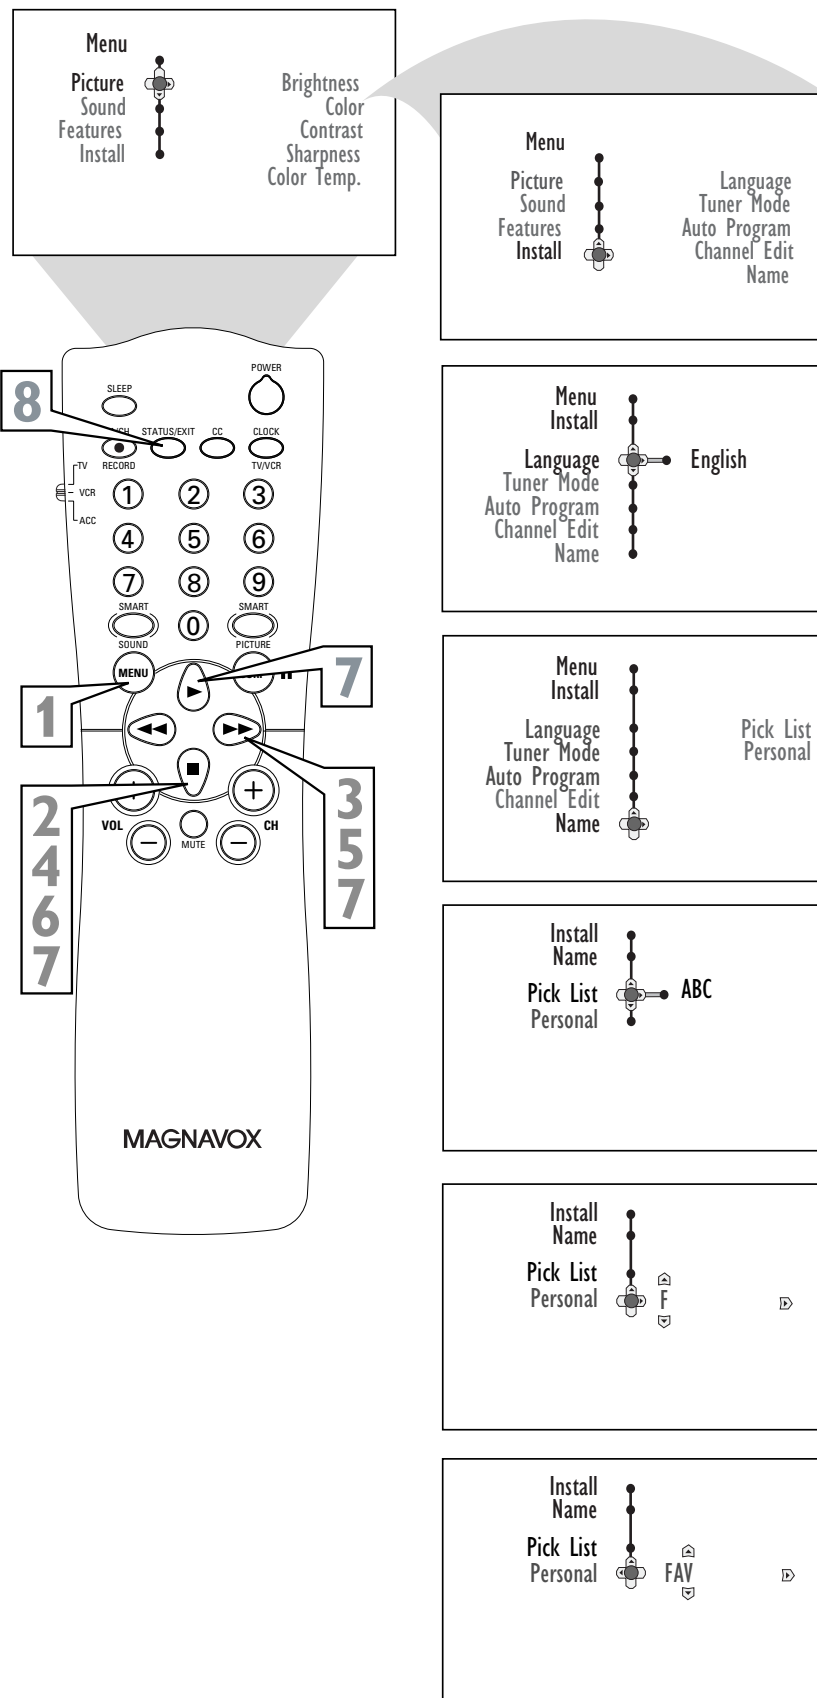 Menu
Picture
Sound
Features
Install
Brightness
Color
Contrast
Sharpness
Color Temp.
Menu
Picture
Sound
Features
Install
Language
Tuner Mode
Auto Program
Channel Edit
Name
Menu
Install
Language
Tuner Mode
Auto Program
Channel Edit
Name
English
Menu
Install
Language
Tuner Mode
Auto Program
Channel Edit
Name
Pick List
Personal
Install
Name
Pick List
Personal
ABC
Install
Name
Pick List
Personal
F
Install
Name
Pick List
Personal
FAV
POWER
SLEEP
8
STATUS/EXIT CC CLOCK
RECORD TV/VCR
TV
VCR
ACC
1 2 3
4 5 6
7 8 9
SMART SMART
0
SOUND PICTURE
MENU
7
1
2
4
6
7
3
5
7
VOL CH
MUTE
MAGNAVOX